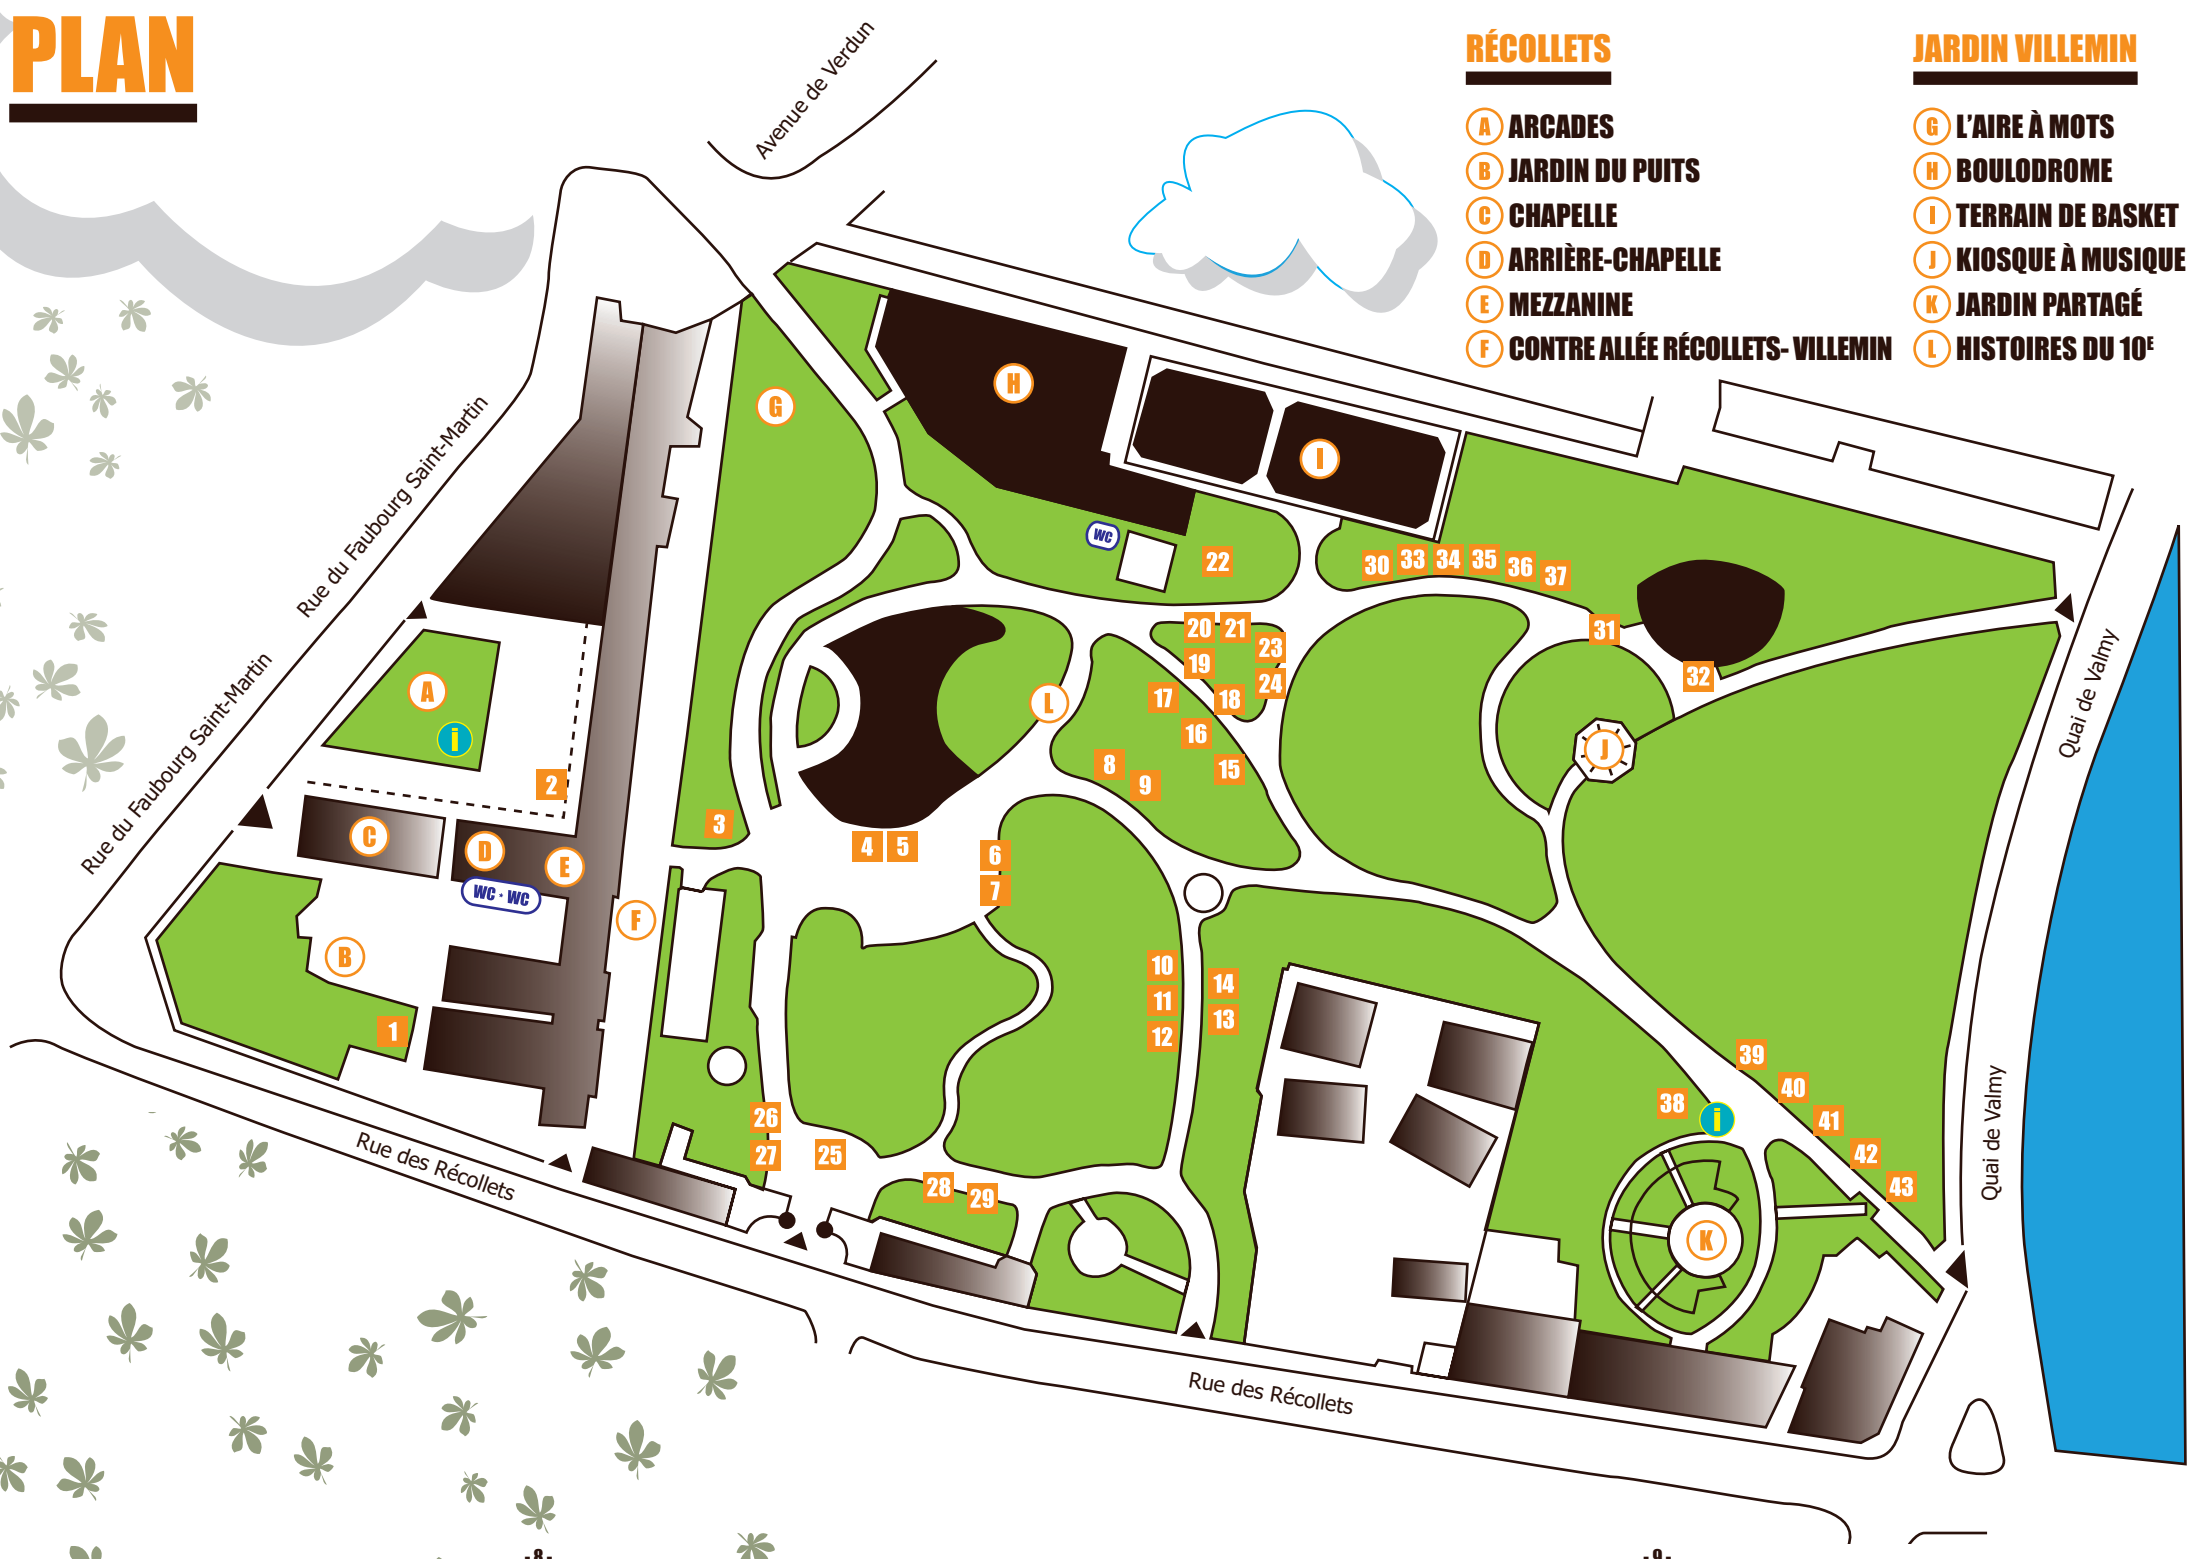 PLAN
RÉCOLLETS
A ARCADES
B JARDIN DU PUITS
C CHAPELLE
D ARRIÈRE-CHAPELLE
E MEZZANINE
F CONTRE ALLÉE RÉCOLLETS- VILLEMIN
JARDIN VILLEMIN
G L'AIRE À MOTS
H BOULODROME
I TERRAIN DE BASKET
J KIOSQUE À MUSIQUE
K JARDIN PARTAGÉ
L HISTOIRES DU 10E
Avenue de Verdun
Rue du Faubourg Saint-Martin
Rue du Faubourg Saint-Martin
Quai de Valmy
Quai de Valmy
Rue des Récollets
Rue des Récollets
H
G
I
WC
22
30 33 34 35 36 37
20 21
31
23
19
32
24
A
17
18
L
i
16
J
8
15
2
9
3
C
4 5
D
6
E
7
WC · WC
F
B
10
14
11
13
1
12
39
40
38
i
26
41
27
25
42
28
29
43
K
· 8 ·
· 9 ·